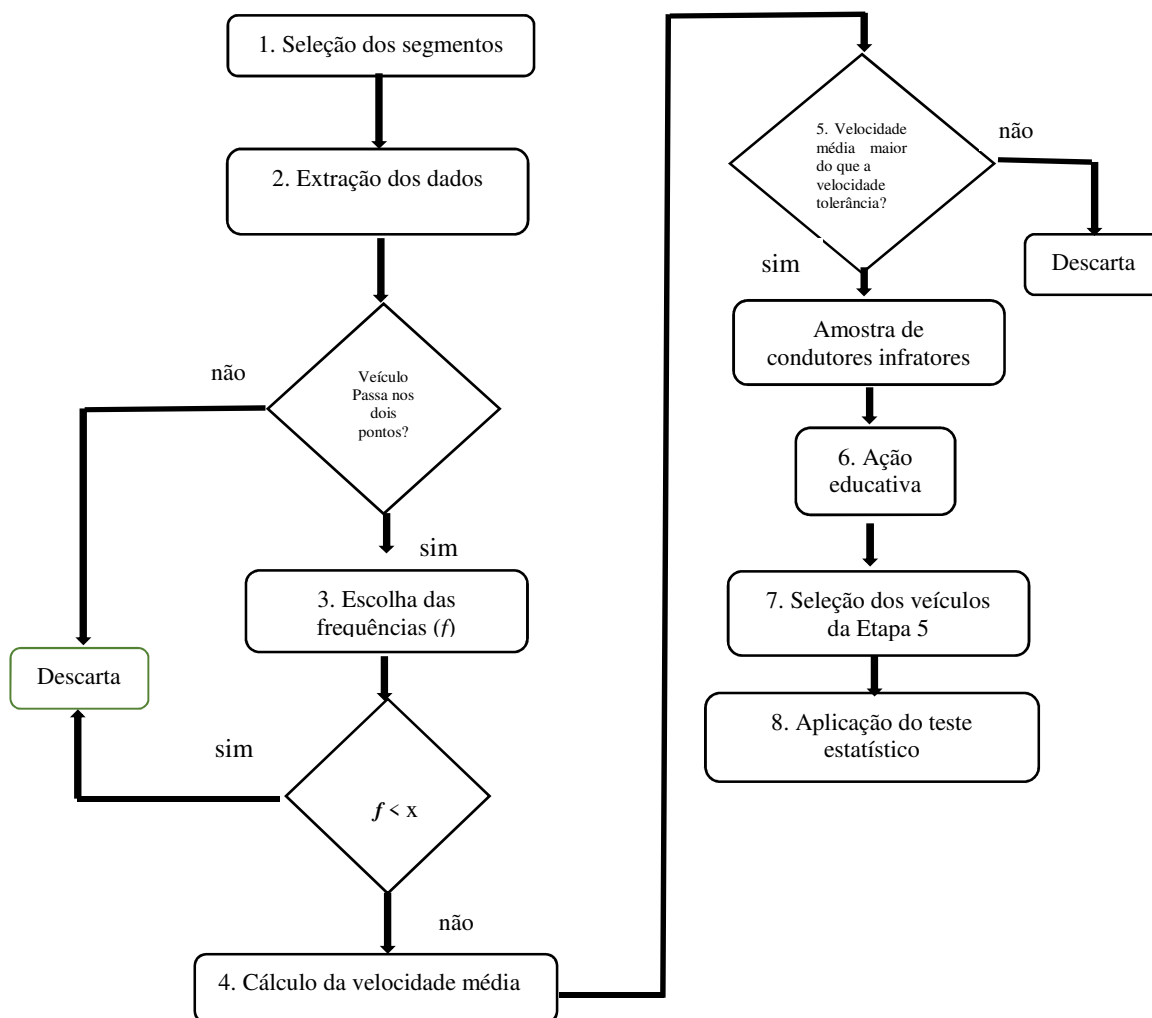 1. Seleção dos segmentos
2. Extração dos dados
não
Veículo
Passa nos
dois
pontos?
sim
3. Escolha das
frequências (f)
Descarta
sim
f < x
não
4. Cálculo da velocidade média
5. Velocidade
média maior
do que a
velocidade
tolerância?
não
sim
Descarta
Amostra de
condutores infratores
6. Ação
educativa
7. Seleção dos veículos
da Etapa 5
8. Aplicação do teste
estatístico